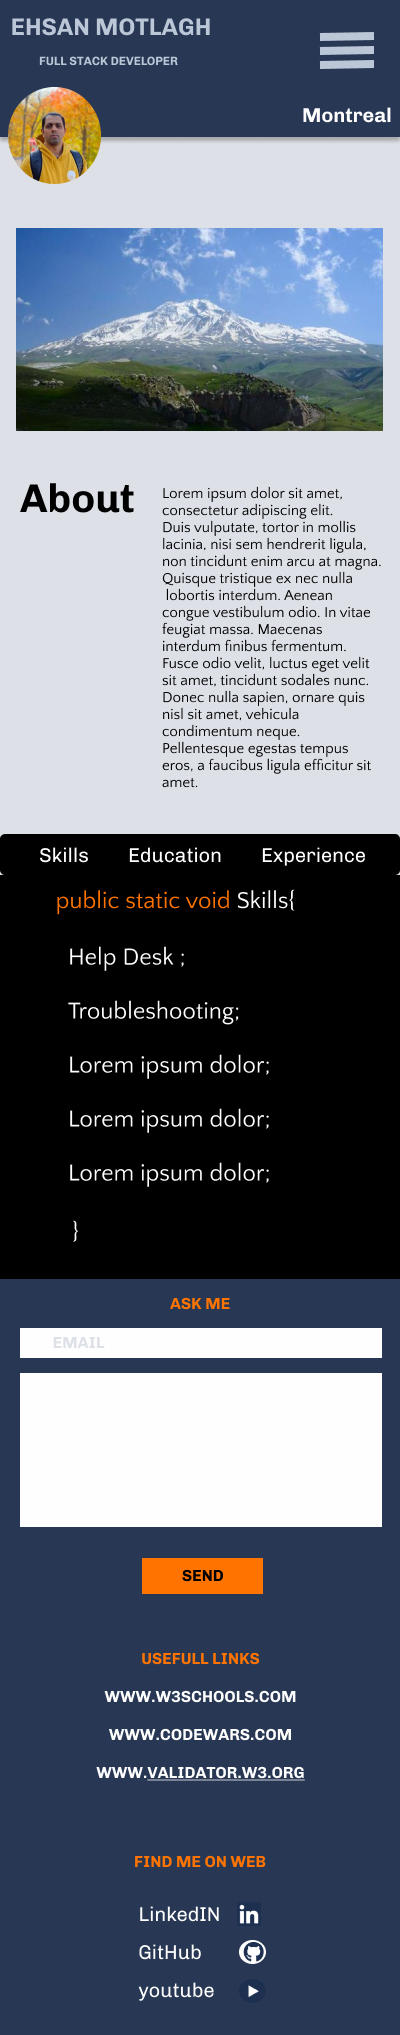 EHSAN MOTLAGH
FULL STACK DEVELOPER
Montreal
About
Lorem ipsum dolor sit amet,
consectetur adipiscing elit.
Duis vulputate, tortor in mollis
lacinia, nisi sem hendrerit ligula,
non tincidunt enim arcu at magna.
Quisque tristique ex nec nulla
lobortis interdum. Aenean
congue vestibulum odio. In vitae
feugiat massa. Maecenas
interdum finibus fermentum.
Fusce odio velit, luctus eget velit
sit amet, tincidunt sodales nunc.
Donec nulla sapien, ornare quis
nisl sit amet, vehicula
condimentum neque.
Pellentesque egestas tempus
eros, a faucibus ligula efficitur sit
amet.
Skills Education Experience
public static void Skills{
Help Desk ;
Troubleshooting;
Lorem ipsum dolor;
Lorem ipsum dolor;
Lorem ipsum dolor;
}
ASK ME
EMAIL
SEND
USEFULL LINKS
WWW.W3SCHOOLS.COM
WWW.CODEWARS.COM
WWW.VALIDATOR.W3.ORG
FIND ME ON WEB
LinkedIN in
GitHub
youtube